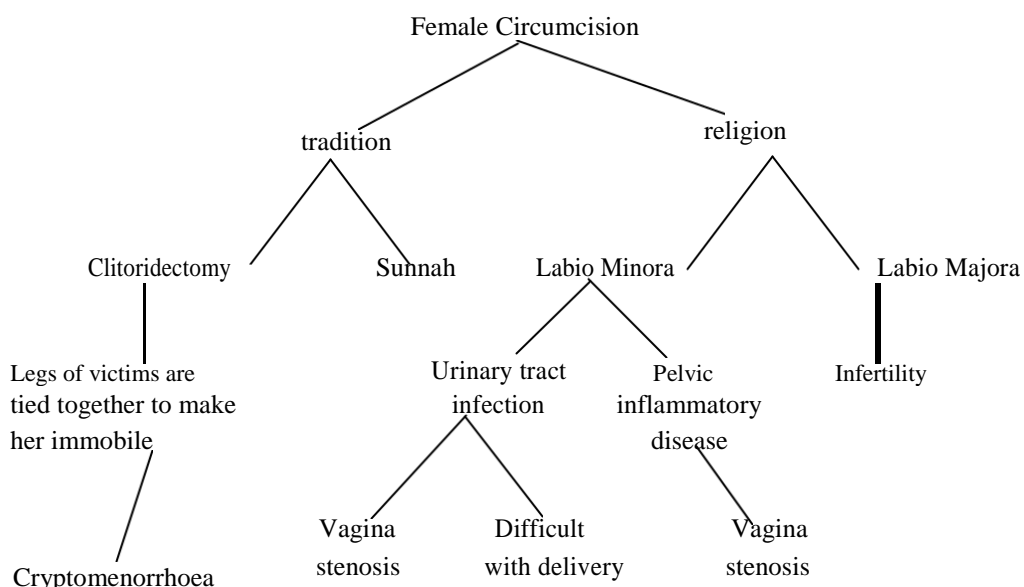 Female Circumcision
tradition
religion
Clitoridectomy
Sunnah
Labio Minora
Labio Majora
Legs of victims are
tied together to make
her immobile
Urinary tract
infection
Pelvic
inflammatory
disease
Infertility
Vagina
stenosis
Difficult
with delivery
Vagina
stenosis
Cryptomenorrhoea